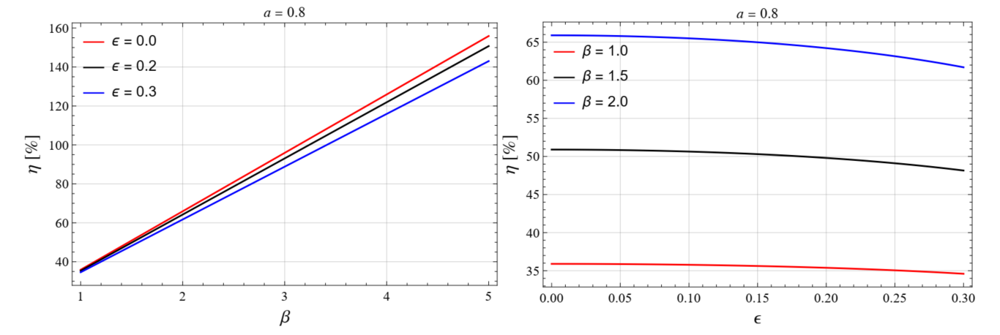 a = 0.8
η [%]
160
140
120
100
80
60
40
ϵ = 0.0
ϵ = 0.2
ϵ = 0.3
1 2 3 4 5
β
a = 0.8
η [%]
65
60
55
50
45
40
35
β = 1.0
β = 1.5
β = 2.0
0.00 0.05 0.10 0.15 0.20 0.25 0.30
ϵ